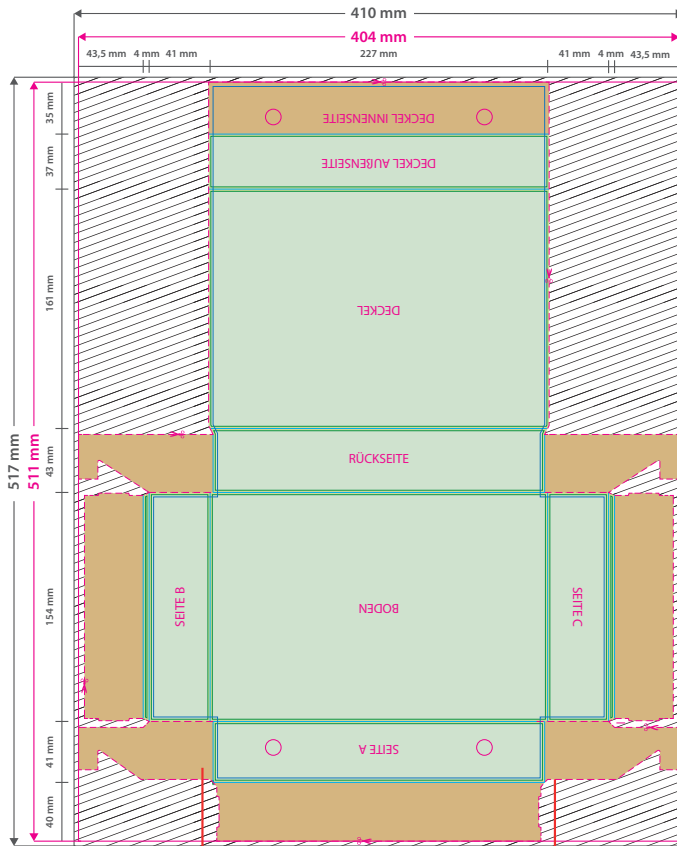 410 mm
404 mm
43,5 mm 4 mm 41 mm 227 mm 41 mm 4 mm 43,5 mm
517 mm
511 mm
35 mm
37 mm
161 mm
43 mm
154 mm
41 mm
40 mm
DECKEL INNENSEITE
DECKEL AUßENSEITE
DECKEL
RÜCKSEITE
SEITE B
BODEN
SEITE C
SEITE A